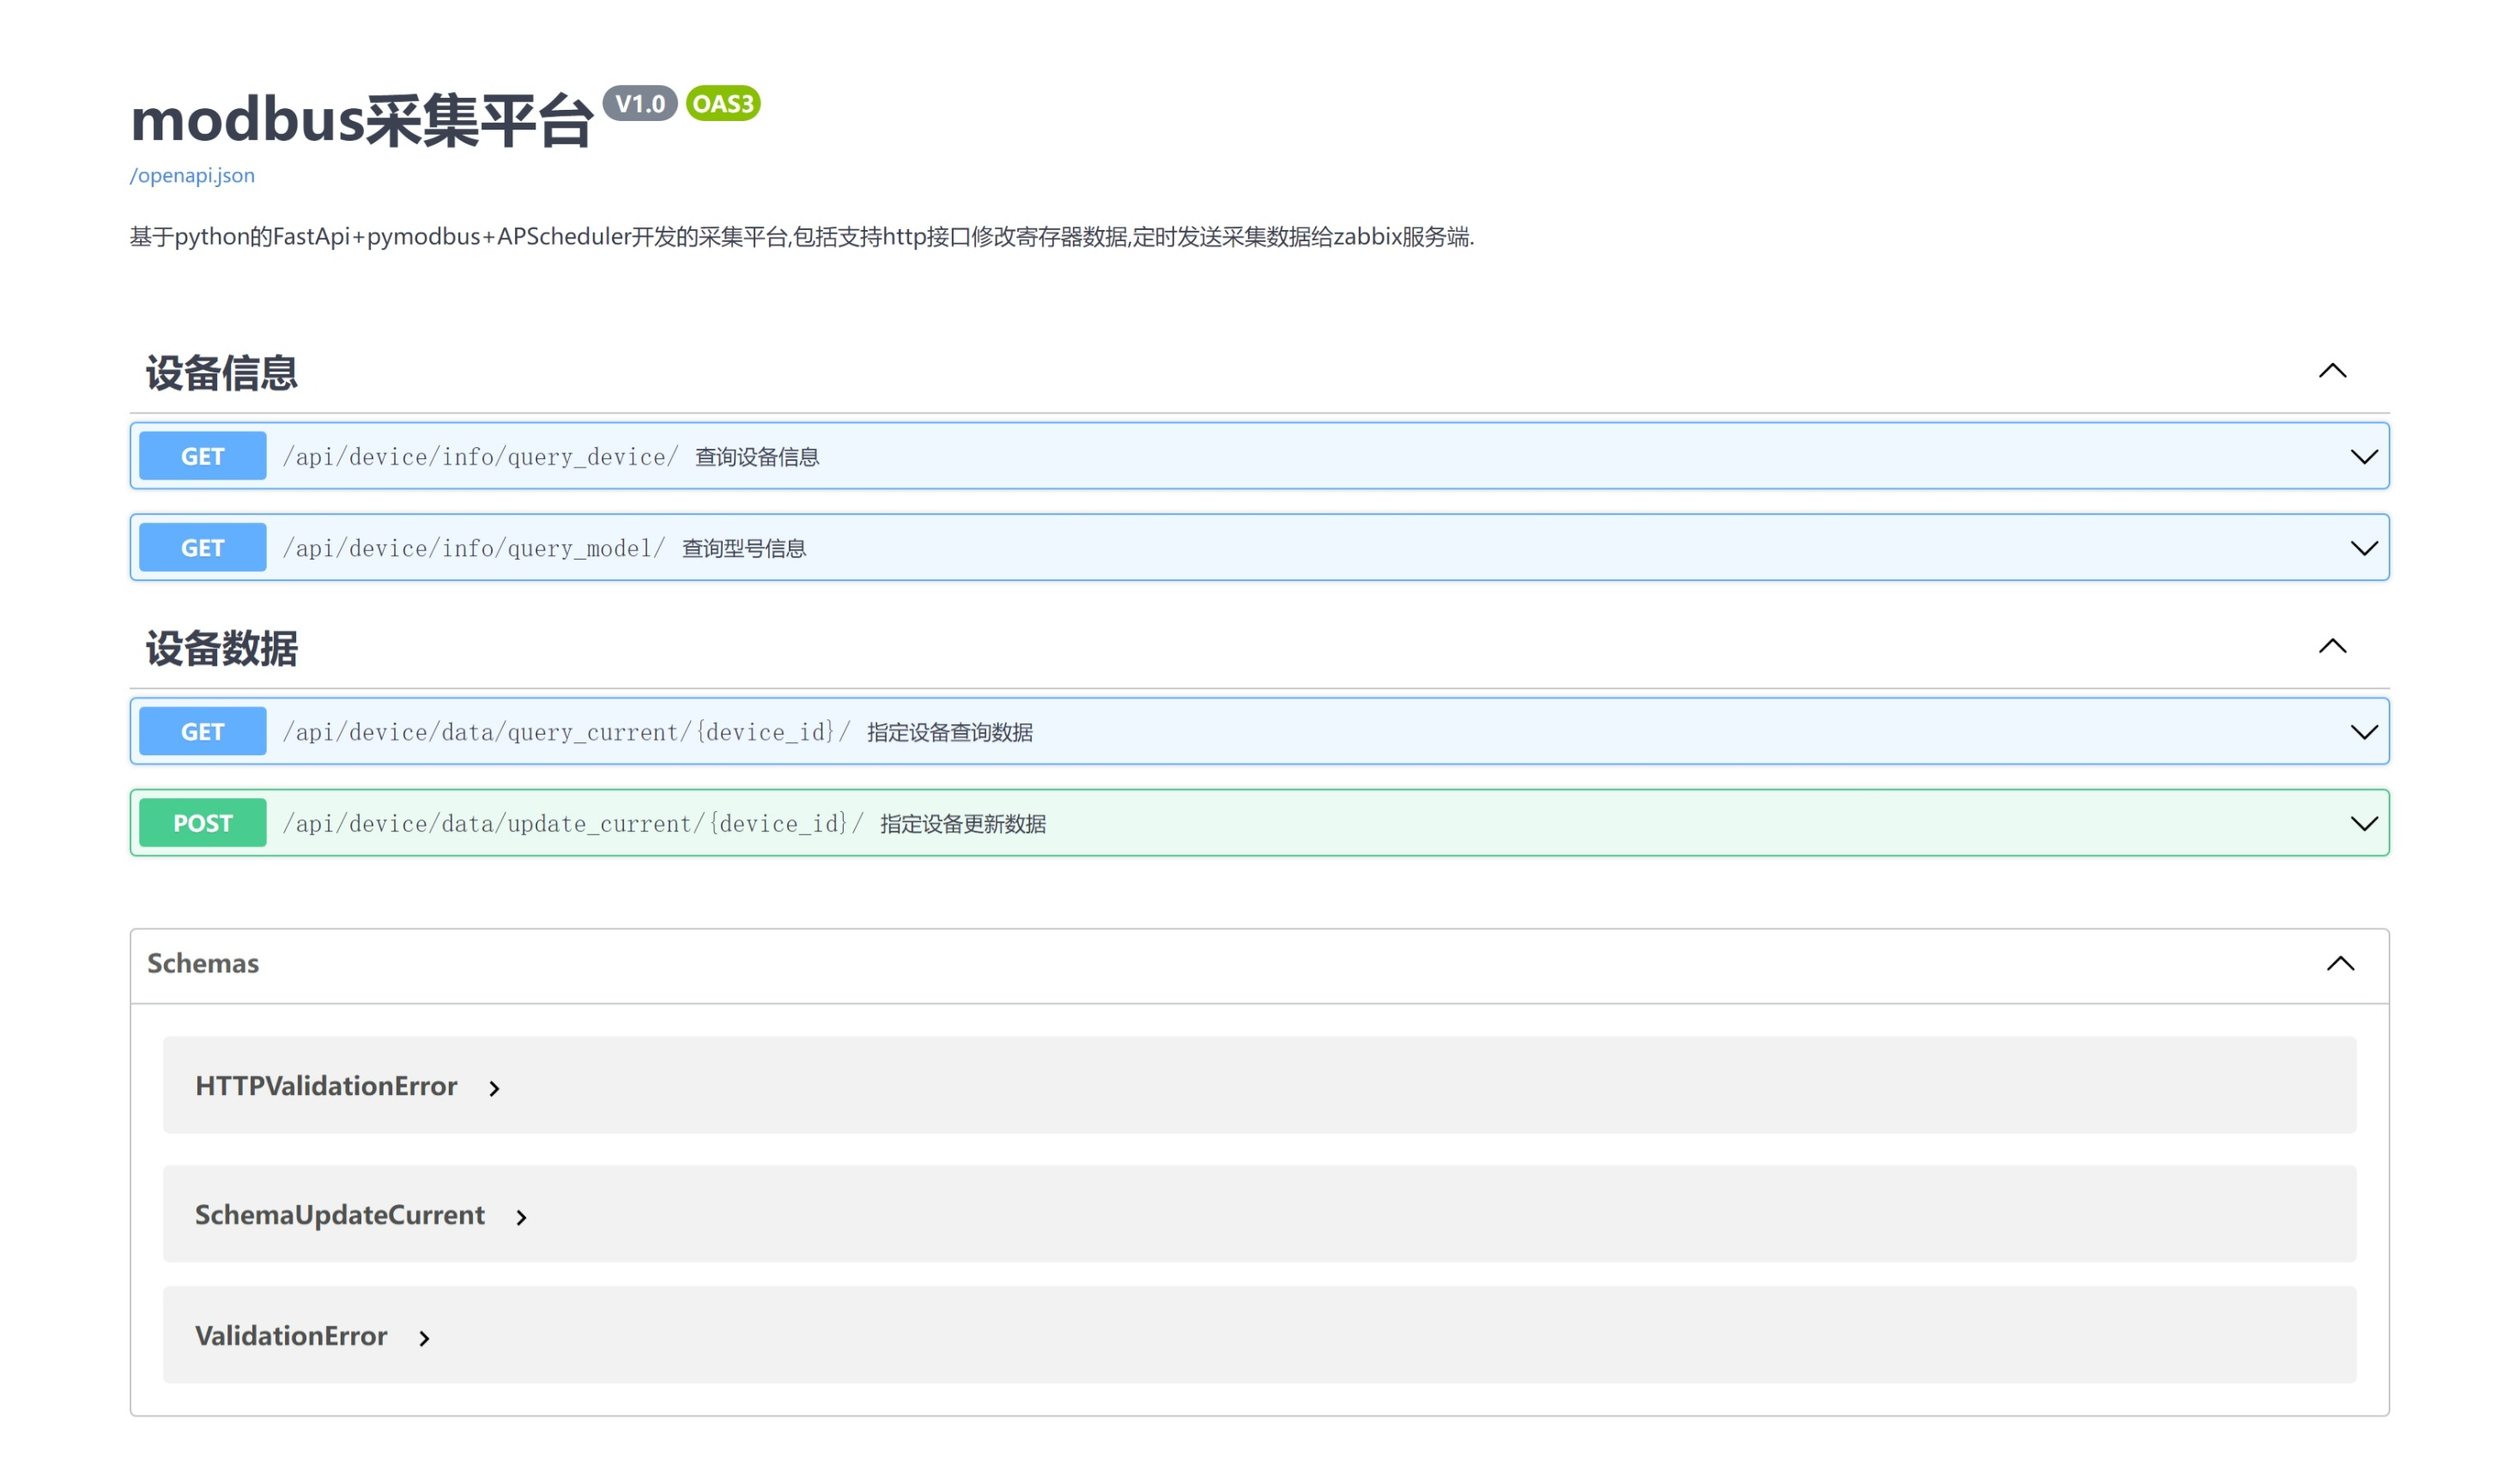 modbus采集平台 V1.0 OAS3
/openapi.json
基于python的FastApi+pymodbus+APScheduler开发的采集平台,包括支持http接口修改寄存器数据,定时发送采集数据给zabbix服务端.
设备信息
GET /api/device/info/query_device/ 查询设备信息
GET /api/device/info/query_model/ 查询型号信息
设备数据
GET /api/device/data/query_current/{device_id}/ 指定设备查询数据
POST /api/device/data/update_current/{device_id}/ 指定设备更新数据
Schemas
HTTPValidationError
SchemaUpdateCurrent
ValidationError